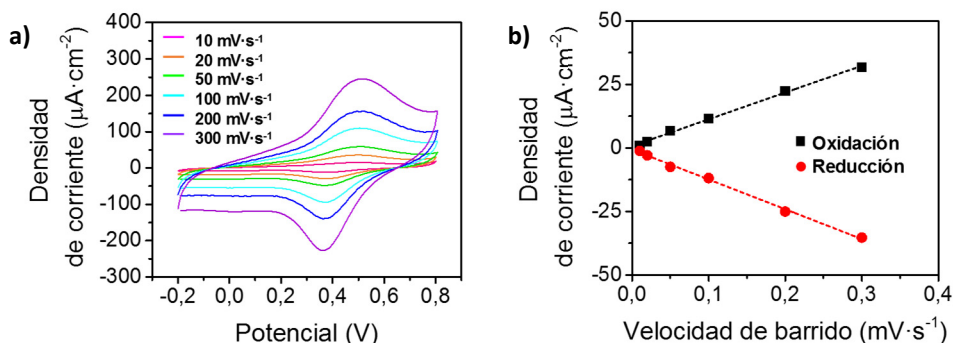 a)
Densidad
de corriente (µA·cm⁻²)
400
300
200
100
0
-100
-200
-300
10 mV·s⁻¹
20 mV·s⁻¹
50 mV·s⁻¹
100 mV·s⁻¹
200 mV·s⁻¹
300 mV·s⁻¹
-0,2 0,0 0,2 0,4 0,6 0,8
Potencial (V)
b)
Densidad
de corriente (µA·cm⁻²)
50
25
0
-25
-50
Oxidación
Reducción
0,0 0,1 0,2 0,3 0,4
Velocidad de barrido (mV·s⁻¹)